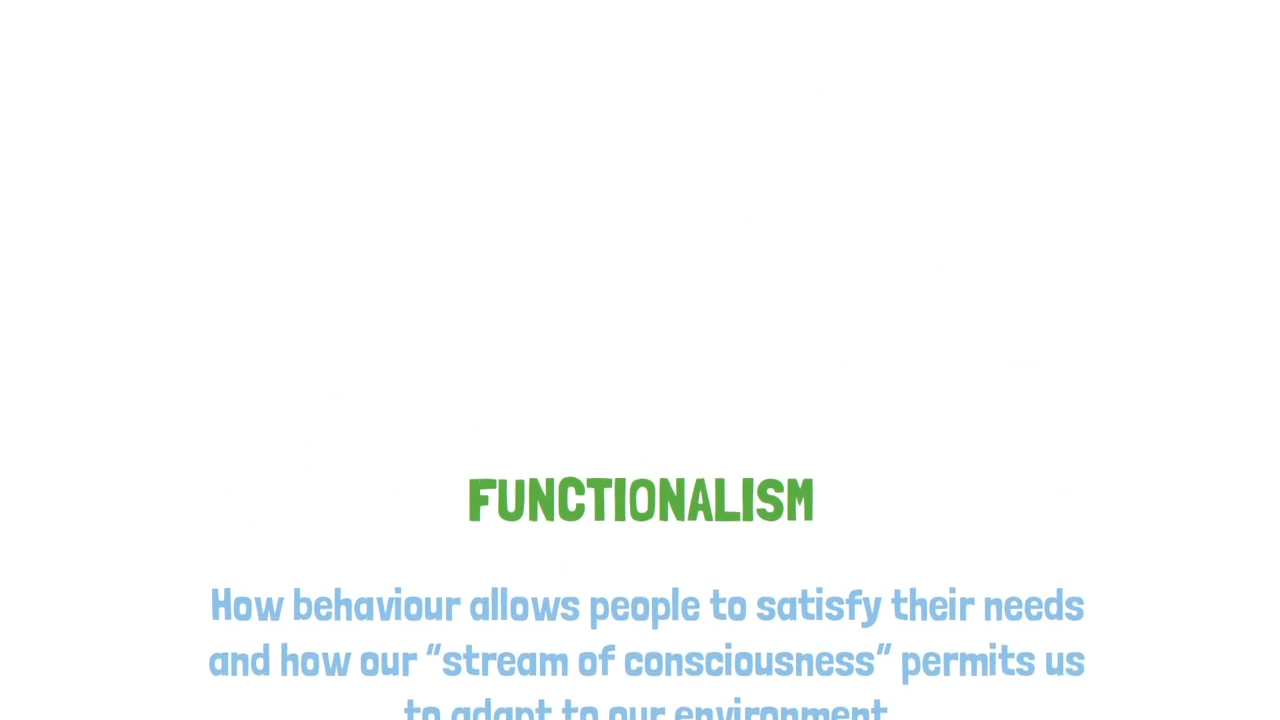 FUNCTIONALISM
How behaviour allows people to satisfy their needs
and how our “stream of consciousness” permits us
to adapt to our environment